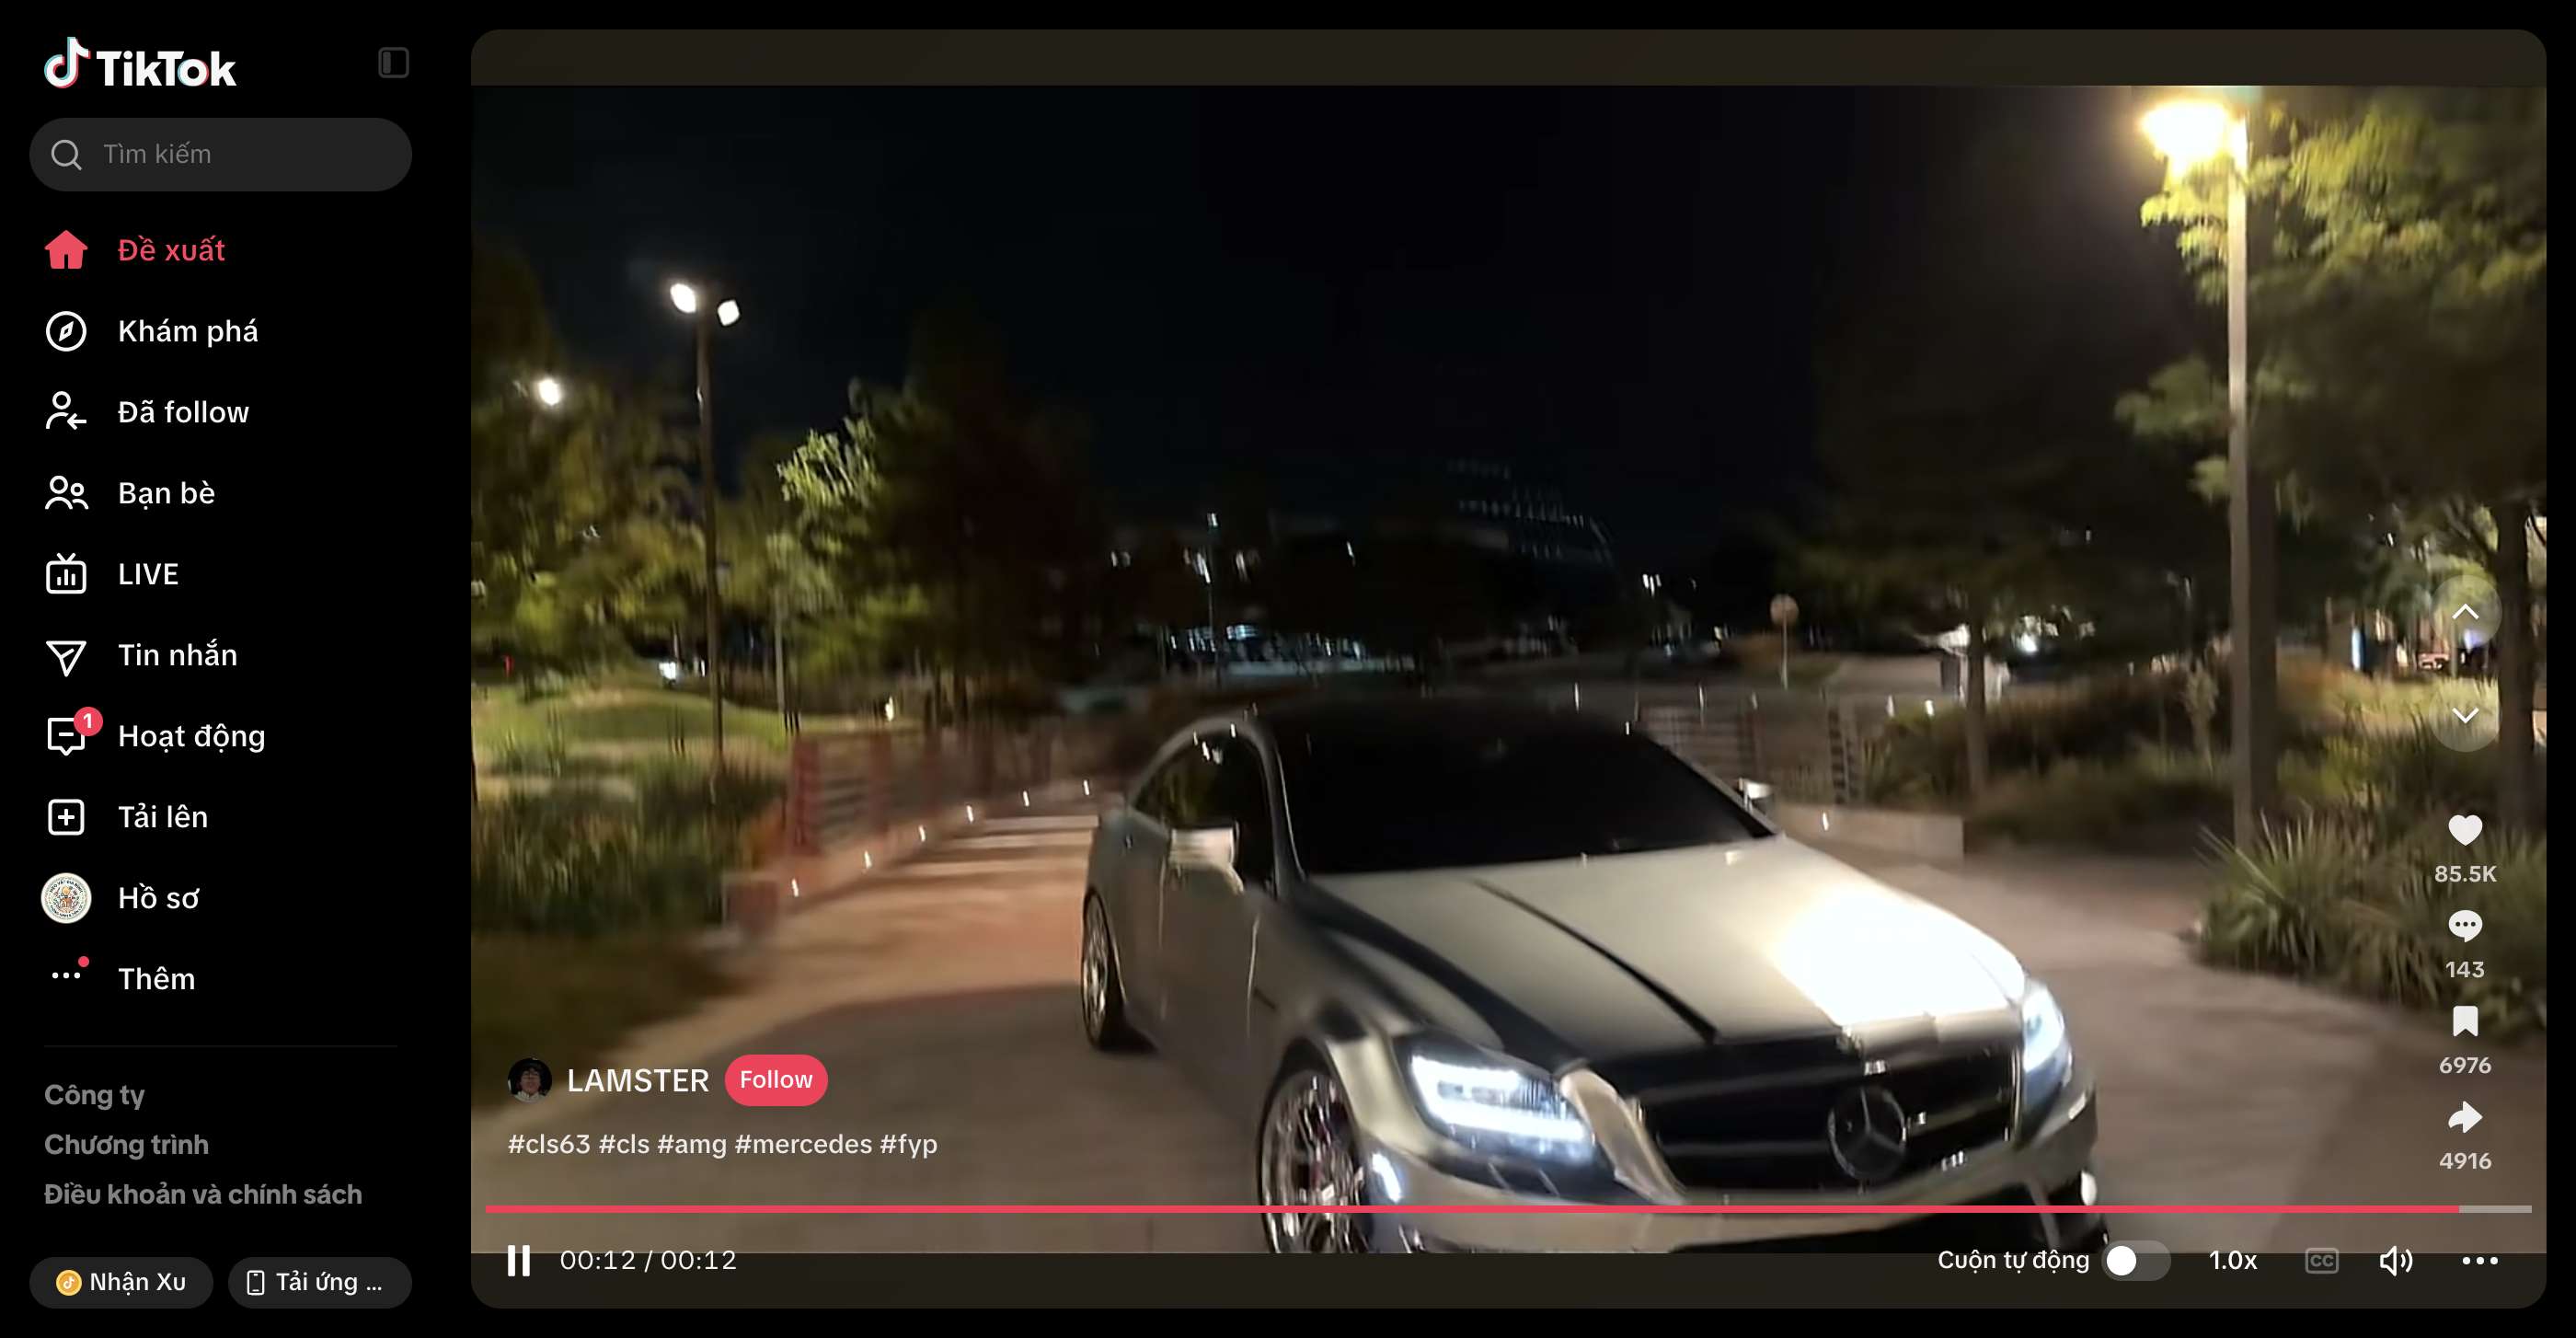 TikTok
Tìm kiếm
Đề xuất
Khám phá
Đã follow
Bạn bè
LIVE
Tin nhắn
1
Hoạt động
Tải lên
Hồ sơ
Thêm
Công ty
Chương trình
Điều khoản và chính sách
Nhận Xu
Tải ứng ...
85.5K
143
6976
4916
LAMSTER Follow
#cls63 #cls #amg #mercedes #fyp
00:12 / 00:12
Cuộn tự động
1.0x
CC